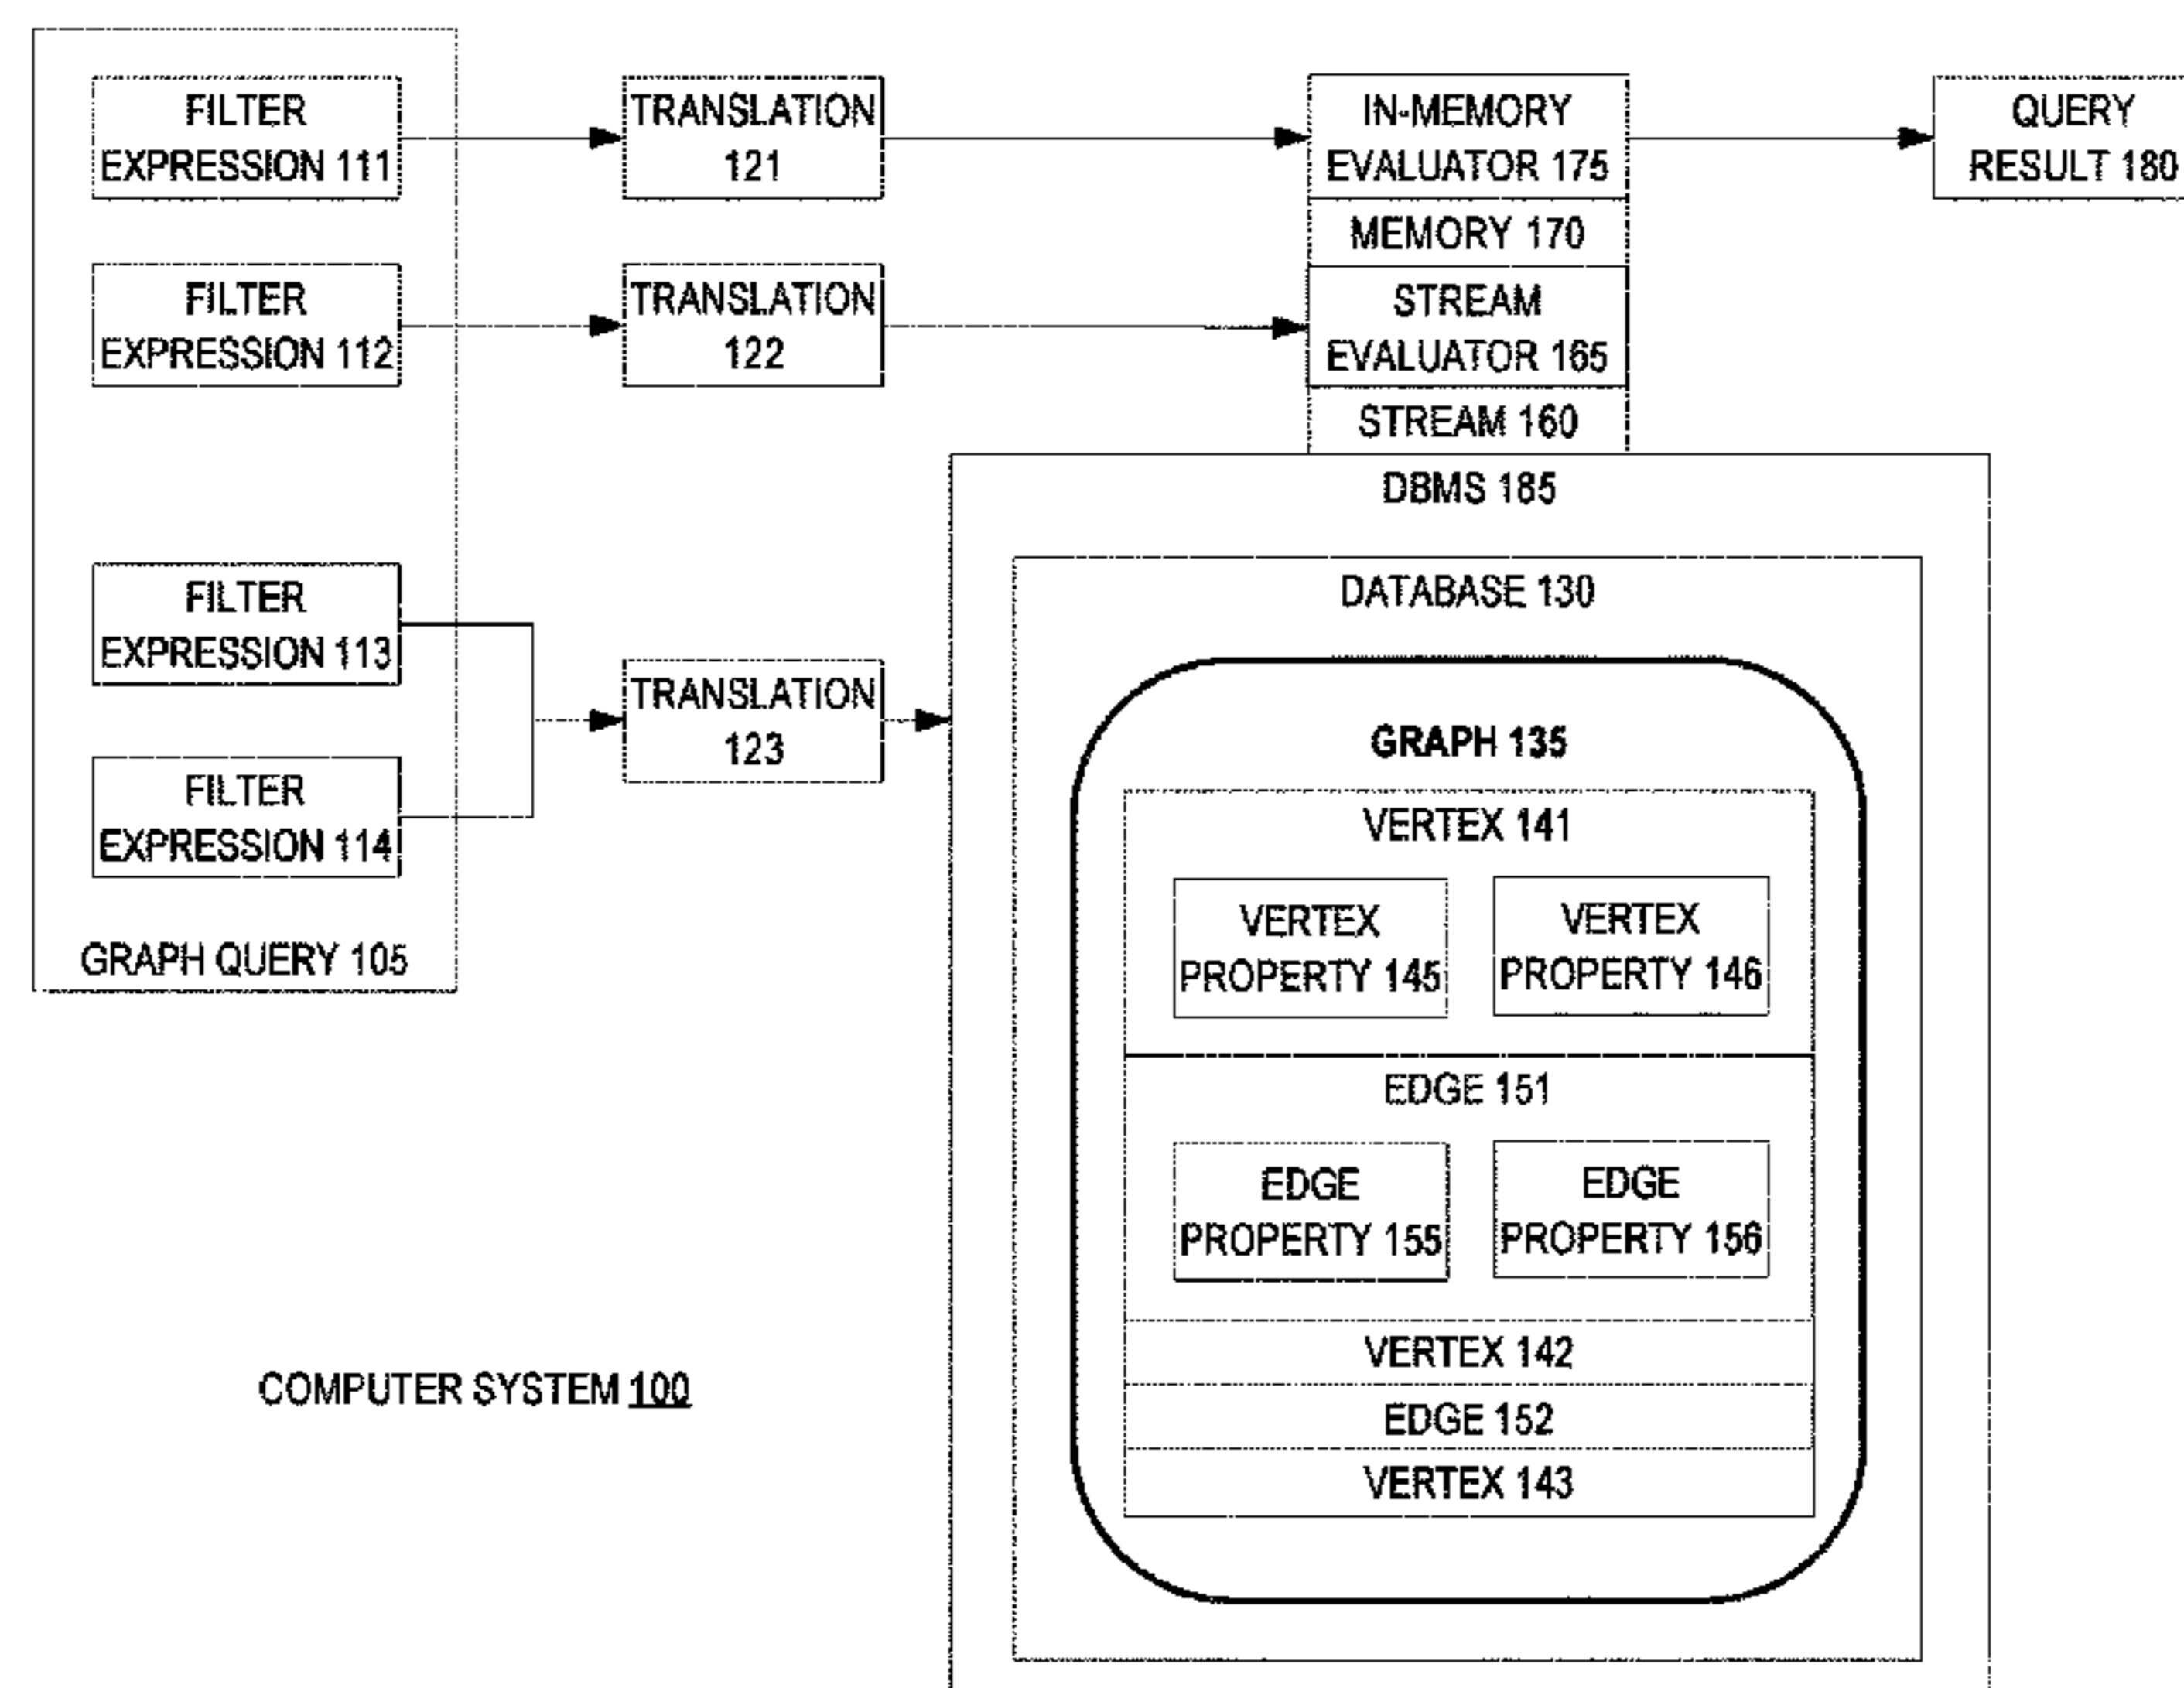 FILTER
EXPRESSION 111
TRANSLATION
121
IN-MEMORY
EVALUATOR 175
QUERY
RESULT 180
MEMORY 170
FILTER
EXPRESSION 112
TRANSLATION
122
STREAM
EVALUATOR 165
STREAM 160
DBMS 185
FILTER
EXPRESSION 113
DATABASE 130
TRANSLATION
123
GRAPH 135
FILTER
EXPRESSION 114
VERTEX 141
VERTEX
PROPERTY 145
VERTEX
PROPERTY 146
GRAPH QUERY 105
EDGE 151
EDGE
PROPERTY 155
EDGE
PROPERTY 156
VERTEX 142
COMPUTER SYSTEM 100
EDGE 152
VERTEX 143